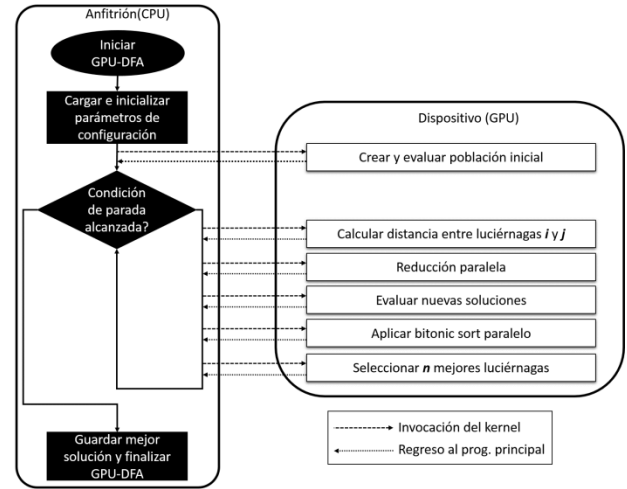 Anfitrión(CPU)
Iniciar
GPU-DFA
Cargar e inicializar
parámetros de
configuración
Condición
de parada
alcanzada?
Guardar mejor
solución y finalizar
GPU-DFA
Dispositivo (GPU)
Crear y evaluar población inicial
Calcular distancia entre luciérnagas i y j
Reducción paralela
Evaluar nuevas soluciones
Aplicar bitonic sort paralelo
Seleccionar n mejores luciérnagas
Invocación del kernel
Regreso al prog. principal